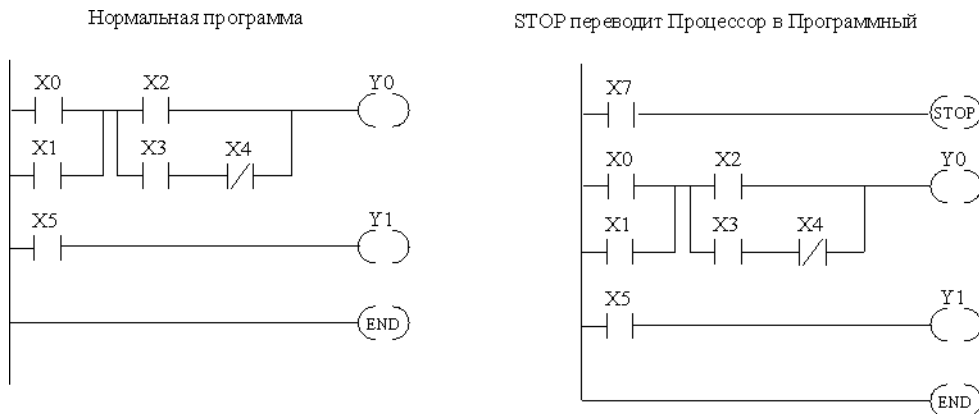 Нормальная программа
X0 X2 Y0
X1 X3 X4
X5 Y1
END
STOP переводит Процессор в Программный
X7 STOP
X0 X2 Y0
X1 X3 X4
X5 Y1
END